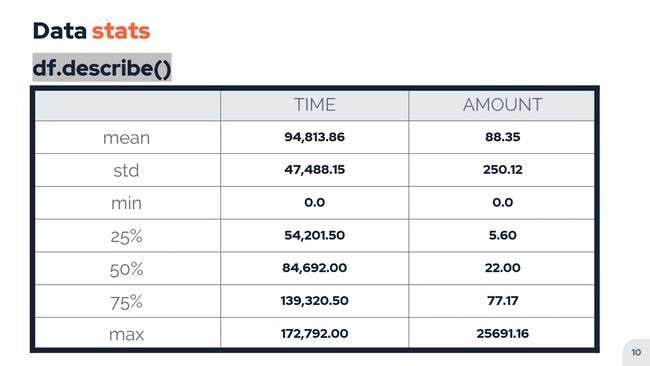 Data stats
df.describe()
TIME AMOUNT
mean 94,813.86 88.35
std 47,488.15 250.12
min 0.0 0.0
25% 54,201.50 5.60
50% 84,692.00 22.00
75% 139,320.50 77.17
max 172,792.00 25691.16
10